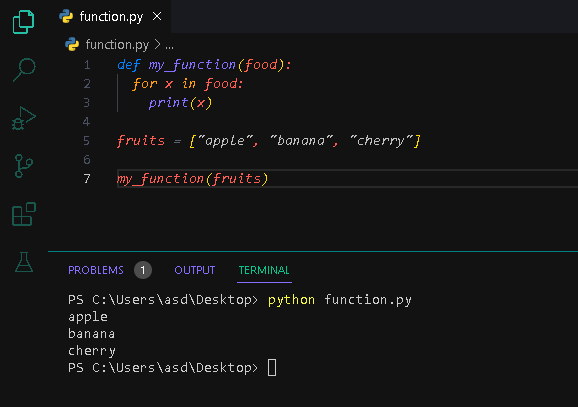 function.py ×
function.py > ...
1 def my_function(food):
2   for x in food:
3     print(x)
4
5 fruits = ["apple", "banana", "cherry"]
6
7 my_function(fruits)
PROBLEMS 1 OUTPUT TERMINAL
PS C:\Users\asd\Desktop> python function.py
apple
banana
cherry
PS C:\Users\asd\Desktop>